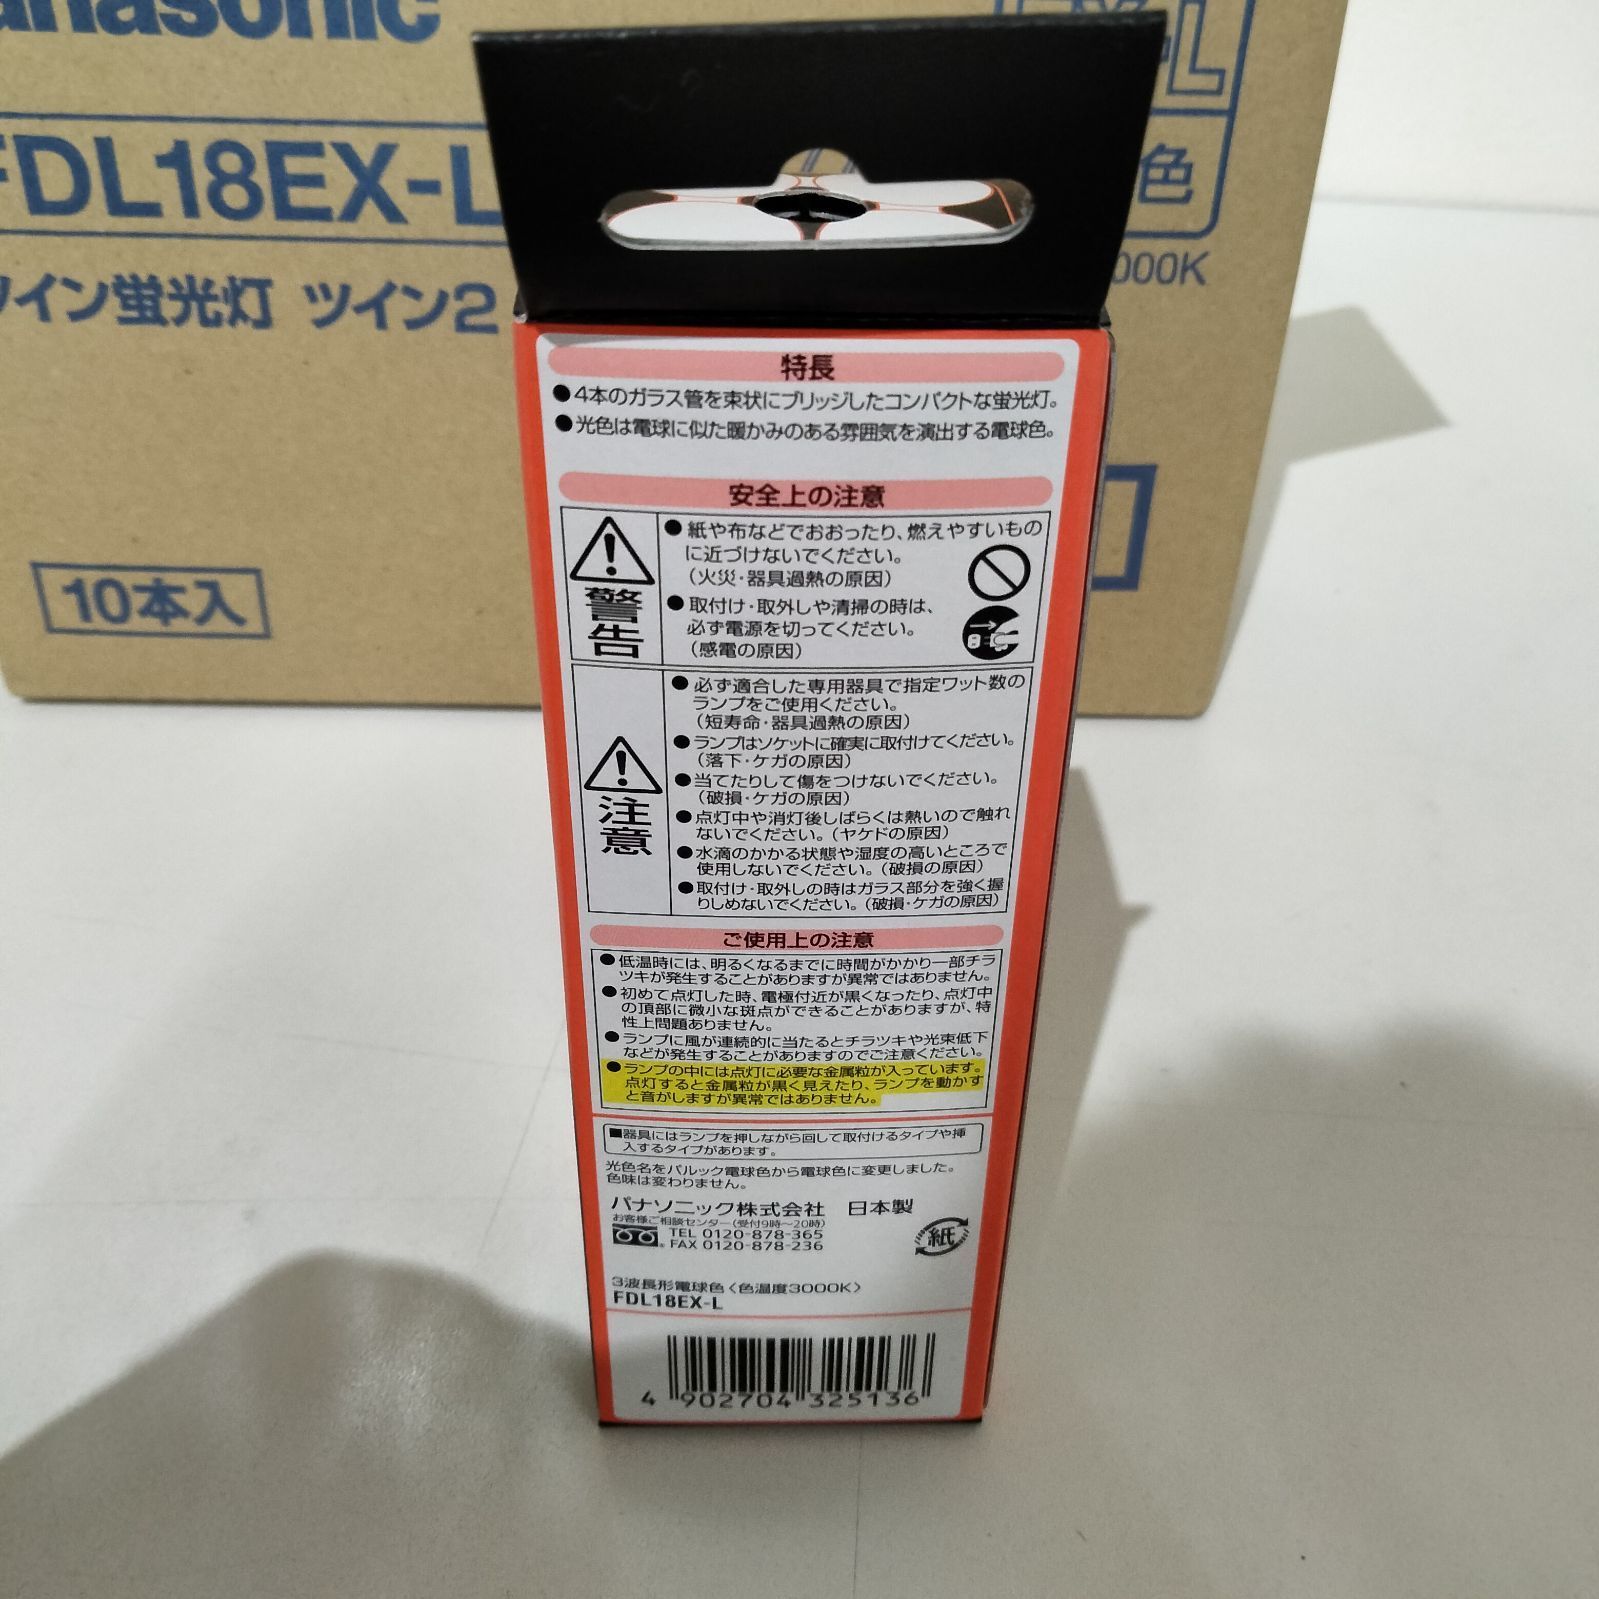 anasonic
FDL18EX-L
イン蛍光灯 ツイン2
10本入
-L
色
000K
特長
●4本のガラス管を束状にブリッジしたコンパクトな蛍光灯。
●光色は電球に似た暖かみのある雰囲気を演出する電球色。
安全上の注意
警告
●紙や布などでおおったり、燃えやすいもの
に近づけないでください。
(火災・器具過熱の原因)
●取付け・取外しや清掃の時は、
必ず電源を切ってください。
(感電の原因)
注意
●必ず適合した専用器具で指定ワット数の
ランプをご使用ください。
(短寿命・器具過熱の原因)
●ランプはソケットに確実に取付けてください。
(落下・ケガの原因)
●当てたりして傷をつけないでください。
(破損・ケガの原因)
●点灯中や消灯後しばらくは熱いので触れ
ないでください。(ヤケドの原因)
●水滴のかかる状態や湿度の高いところで
使用しないでください。(破損の原因)
●取付け・取外しの時はガラス部分を強く握
りしめないでください。(破損・ケガの原因)
ご使用上の注意
●低温時には、明るくなるまでに時間がかかり一部チラ
ツキが発生することがありますが異常ではありません。
●初めて点灯した時、電極付近が黒くなったり、点灯中
の頂部に微小な斑点ができることがありますが、特
性上問題ありません。
●ランプに風が連続的に当たるとチラツキや光束低下
などが発生することがありますのでご注意ください。
●ランプの中には点灯に必要な金属粒が入っています。
点灯すると金属粒が黒く見えたり、ランプを動かす
と音がしますが異常ではありません。
■器具にはランプを押しながら回して取付けるタイプや挿
入するタイプがあります。
光色名をパルック電球色から電球色に変更しました。
色味は変わりません。
パナソニック株式会社 日本製
お客様ご相談センター(受付9時〜20時)
TEL 0120-878-365
FAX 0120-878-236
紙
3波長形電球色〈色温度3000K〉
FDL18EX-L
4 902704 325136